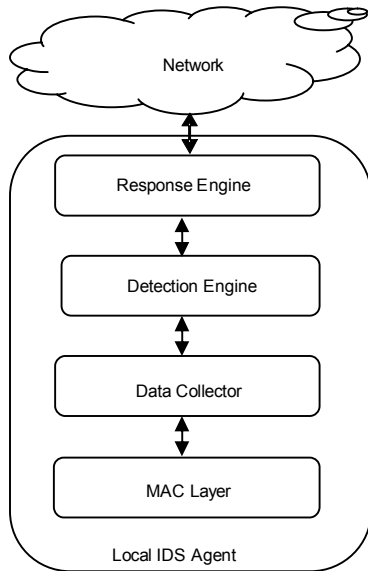 Network
Response Engine
Detection Engine
Data Collector
MAC Layer
Local IDS Agent